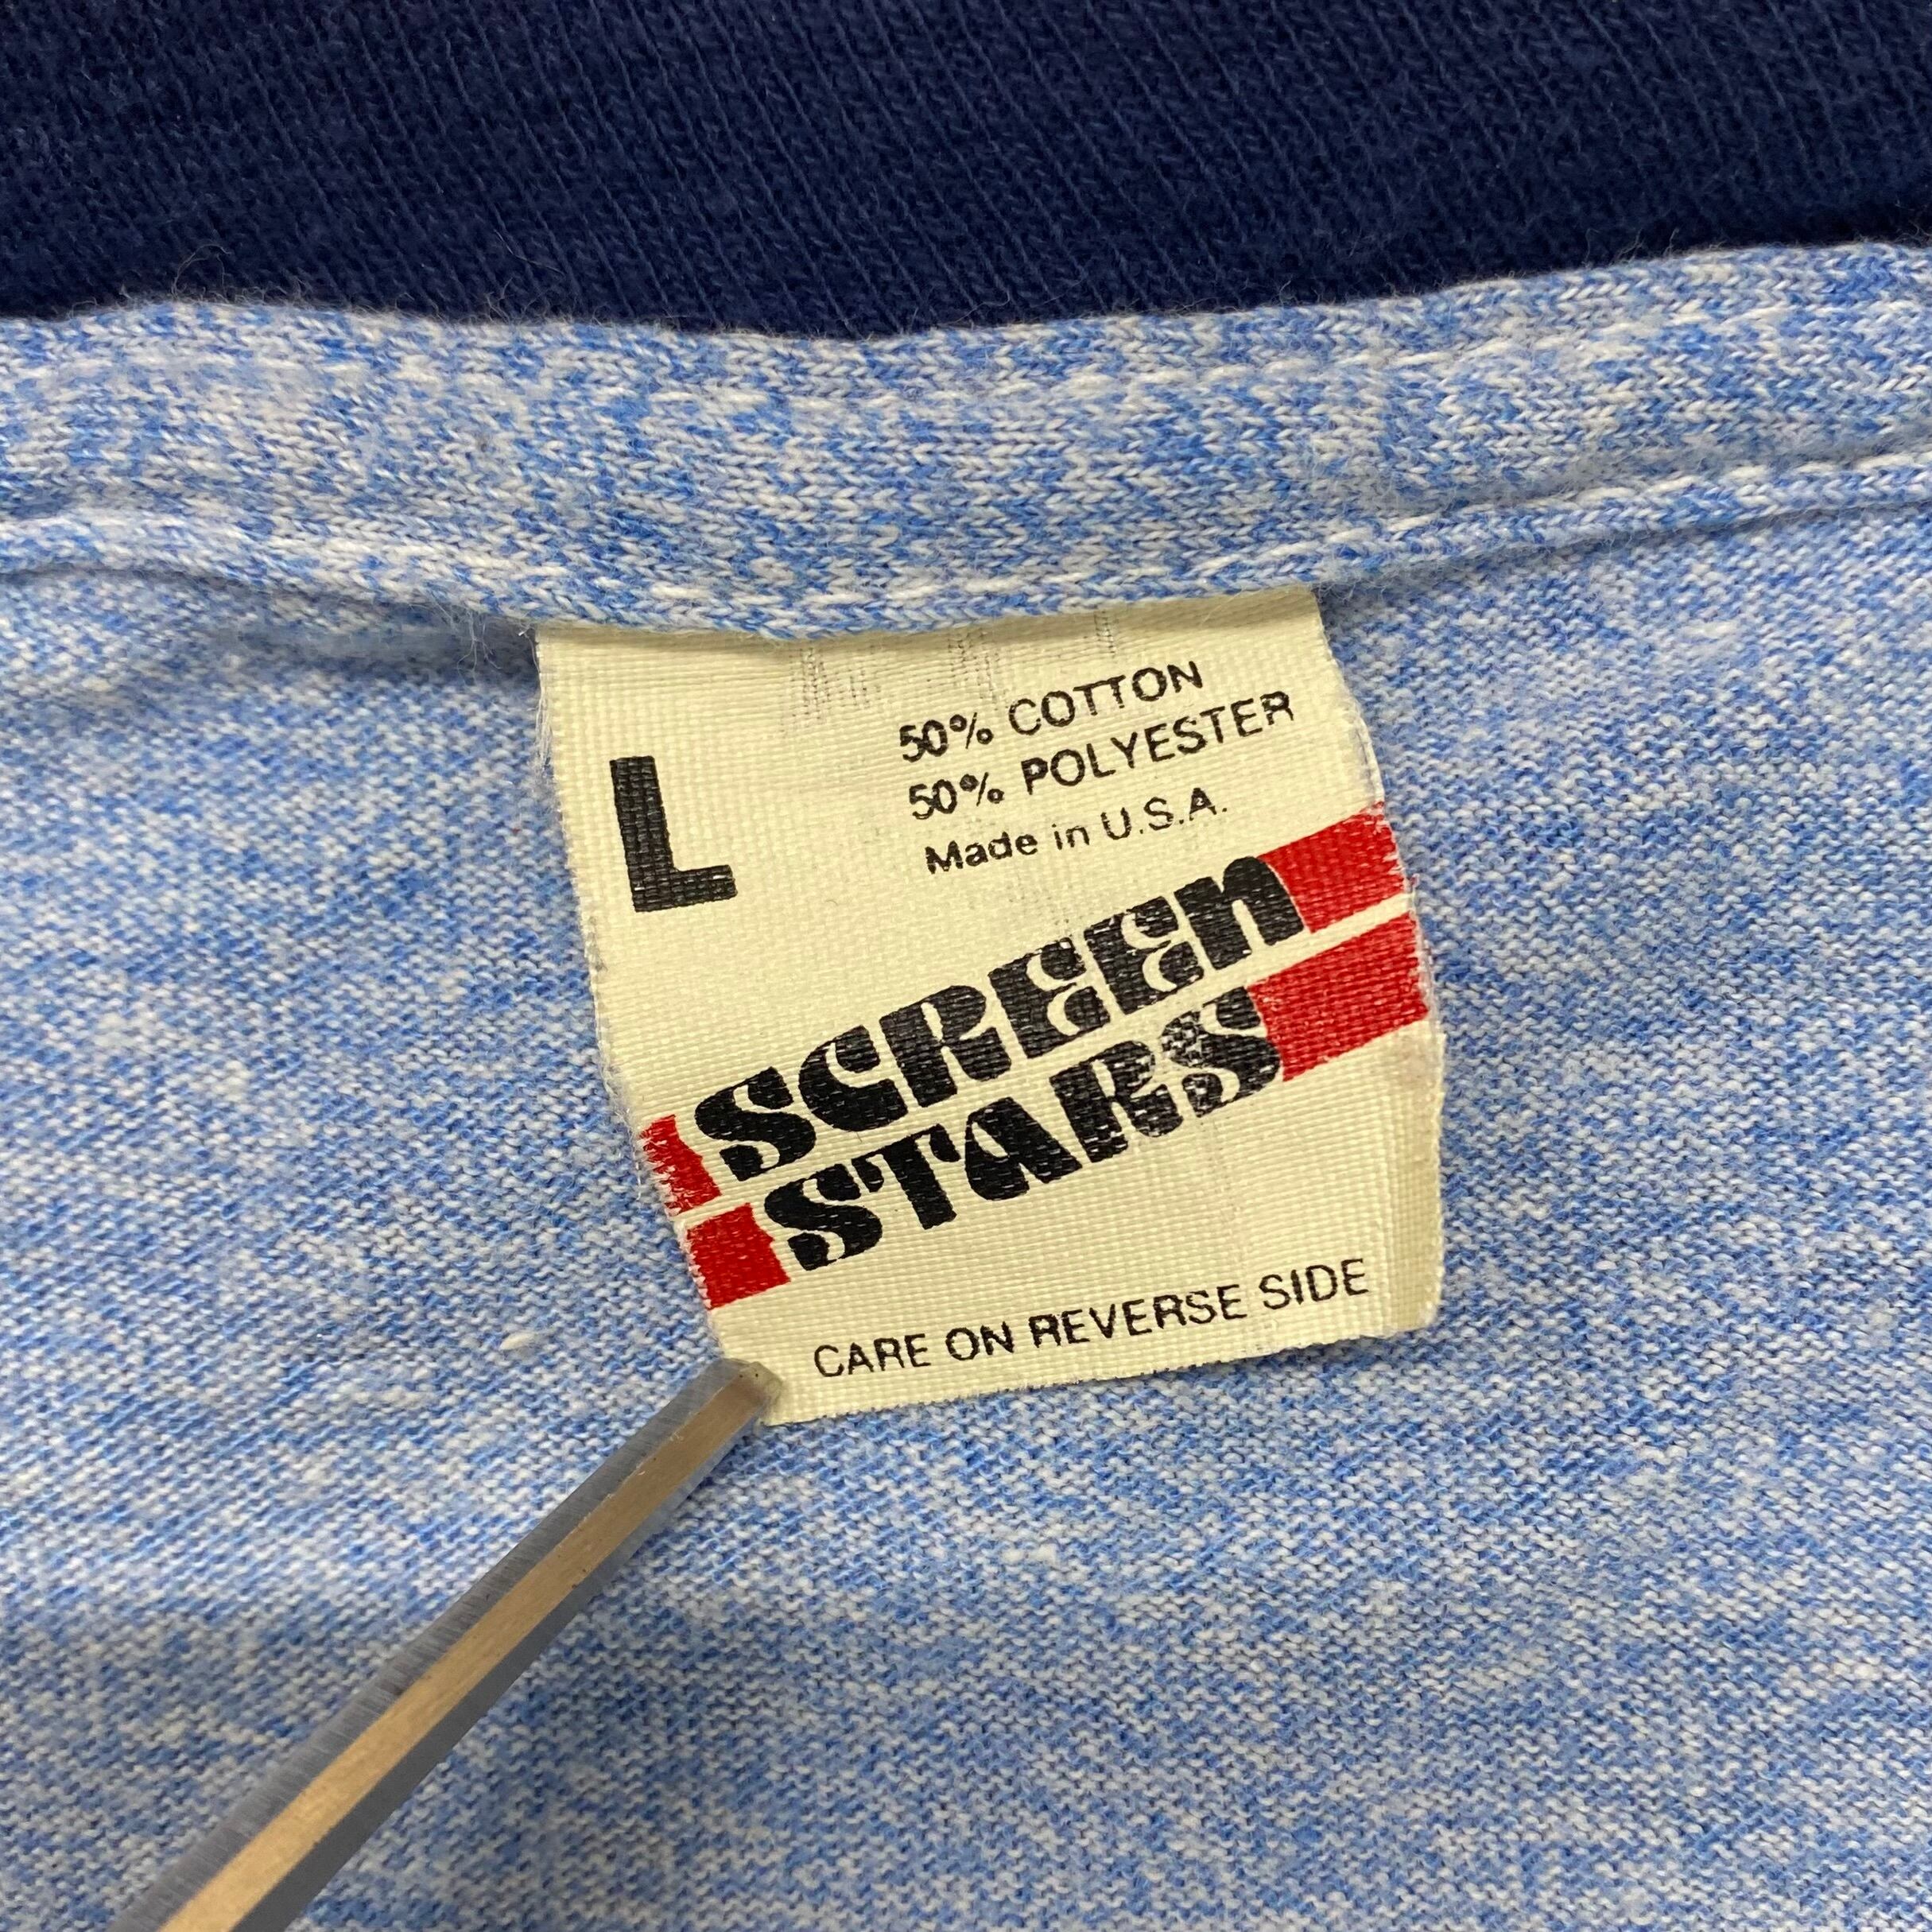 L
50% COTTON
50% POLYESTER
Made in U.S.A.
SCREEN
STARS
CARE ON REVERSE SIDE